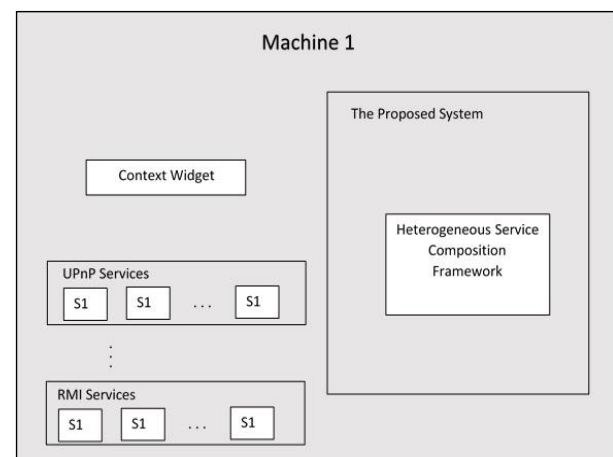 Machine 1
The Proposed System
Context Widget
Heterogeneous Service
Composition
Framework
UPnP Services
S1 S1 . . . S1
.
.
.
RMI Services
S1 S1 . . . S1